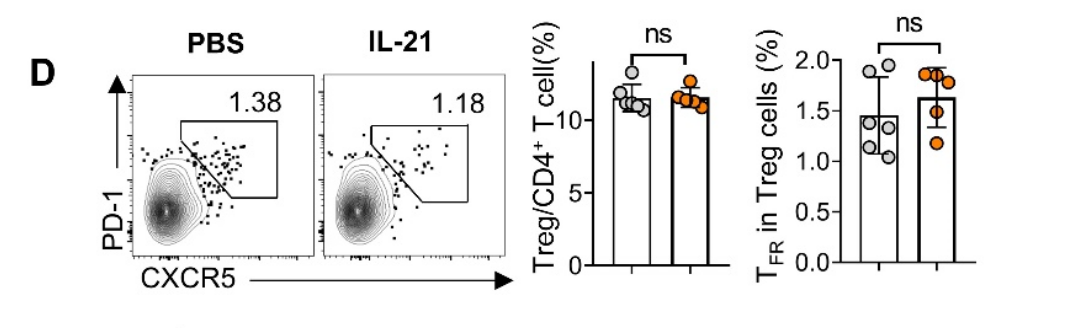 D
PBS
IL-21
1.38
1.18
PD-1
CXCR5
Treg/CD4+ T cell(%)
10
5
0
ns
TFR in Treg cells (%)
2.0
1.5
1.0
0.5
0.0
ns